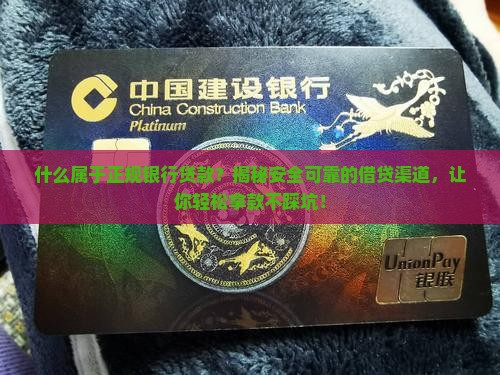 中国建设银行
China Construction Bank
Platinum
什么属于正规银行贷款？揭秘安全可靠的借贷渠道，让
你轻松拿款不踩坑！
UnionPay
银联